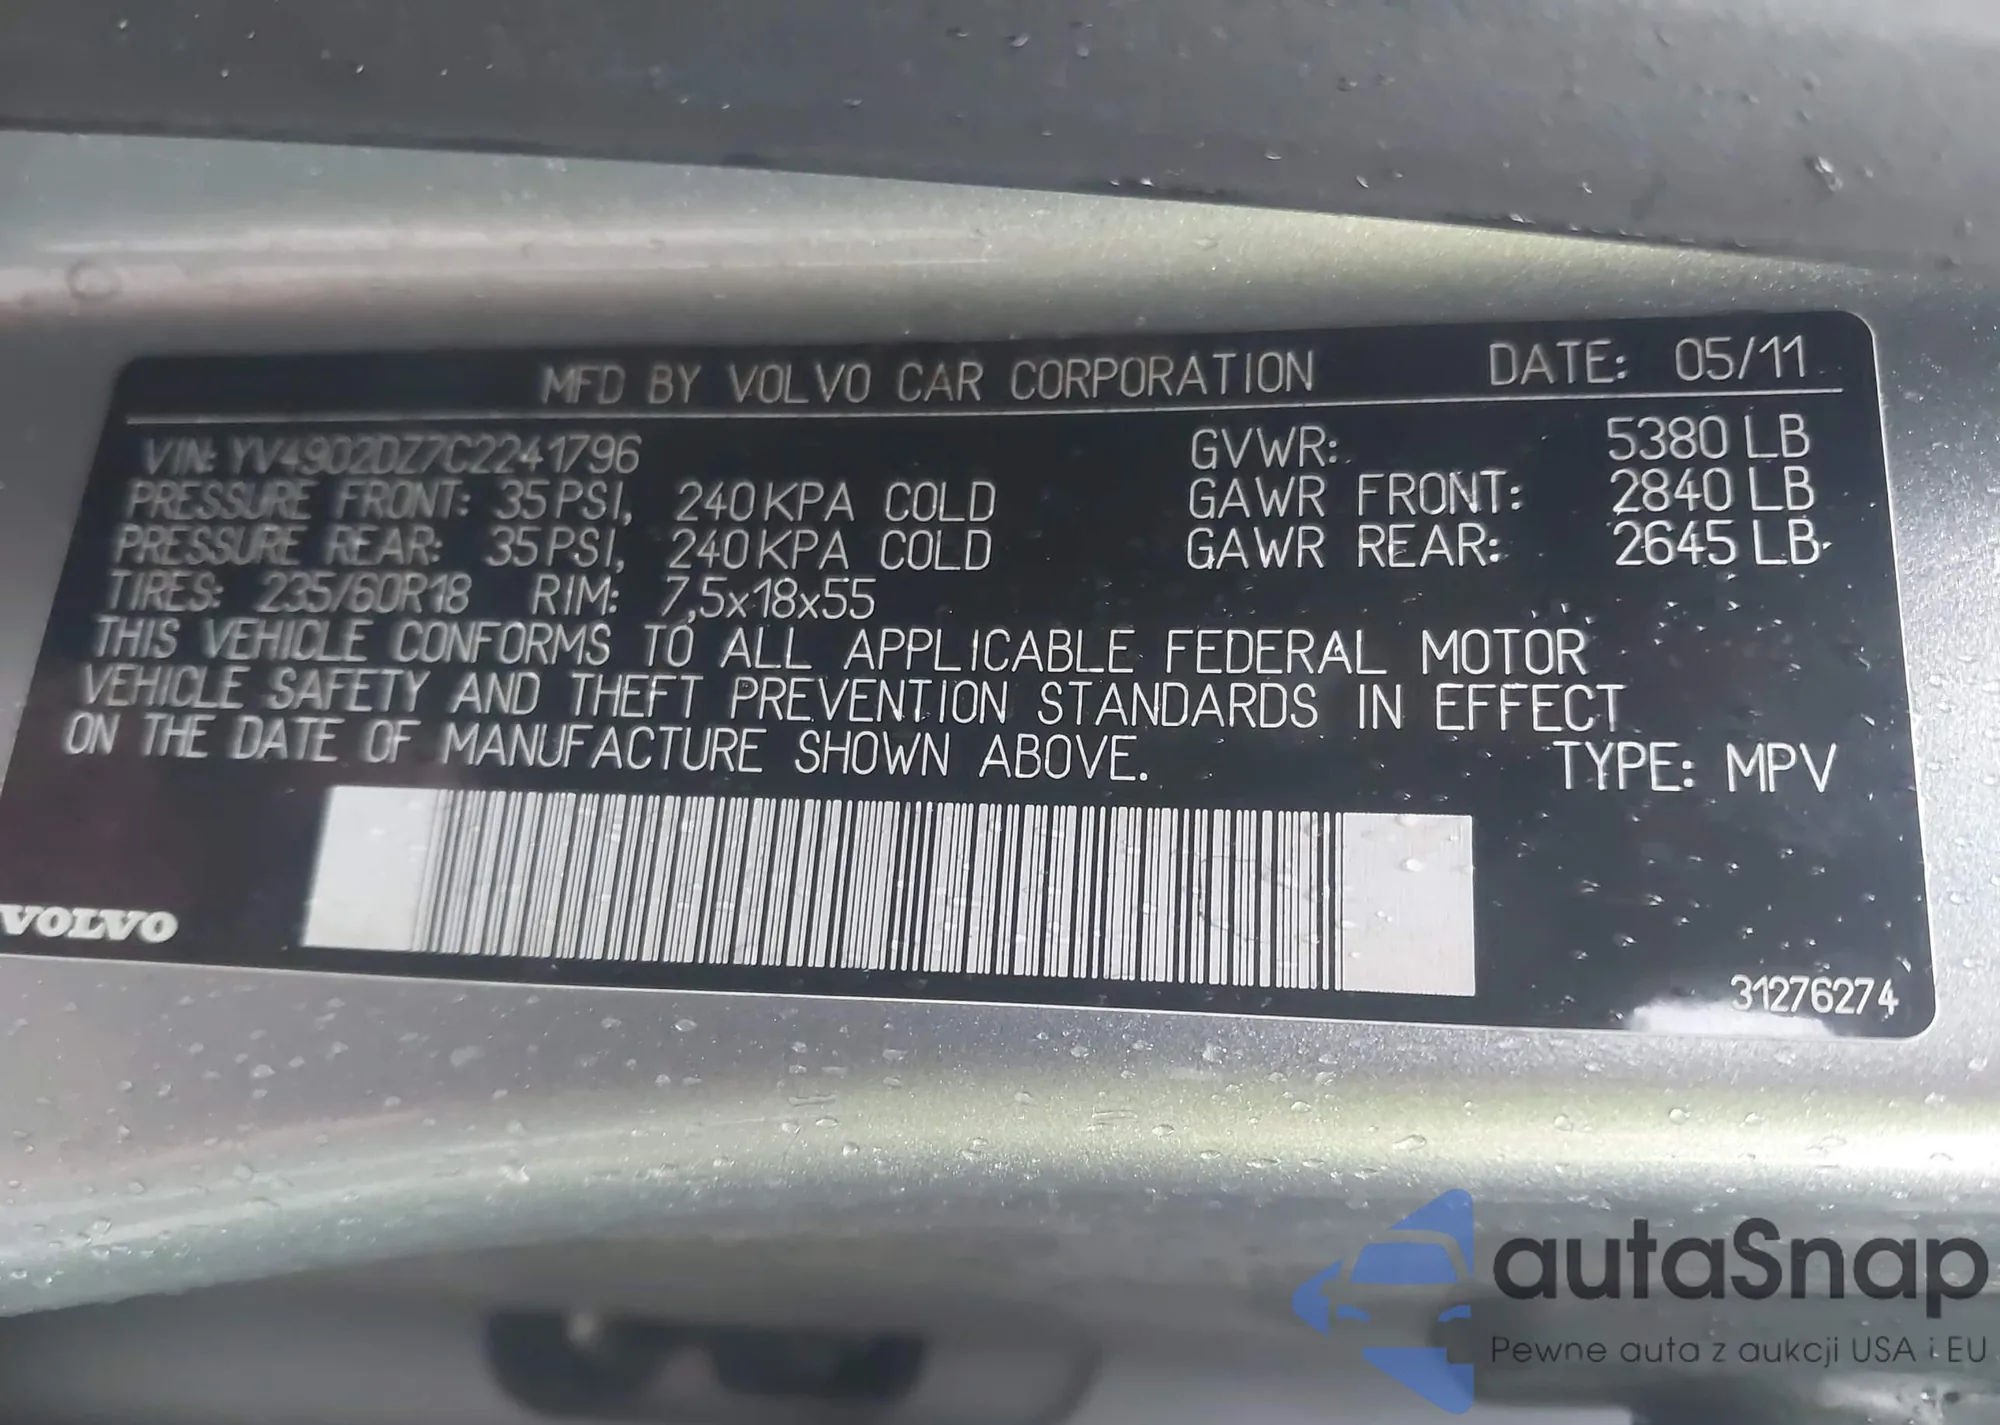 MFD BY VOLVO CAR CORPORATION DATE: 05/11
VIN: YV4902DZ7C2241796 GVWR: 5380 LB
PRESSURE FRONT: 35 PSI, 240 KPA COLD GAWR FRONT: 2840 LB
PRESSURE REAR: 35 PSI, 240 KPA COLD GAWR REAR: 2645 LB
TIRES: 235/60R18 RIM: 7,5x18x55
THIS VEHICLE CONFORMS TO ALL APPLICABLE FEDERAL MOTOR
VEHICLE SAFETY AND THEFT PREVENTION STANDARDS IN EFFECT
ON THE DATE OF MANUFACTURE SHOWN ABOVE.
TYPE: MPV
VOLVO
31276274
autaSnap
Pewne auta z aukcji USA i EU